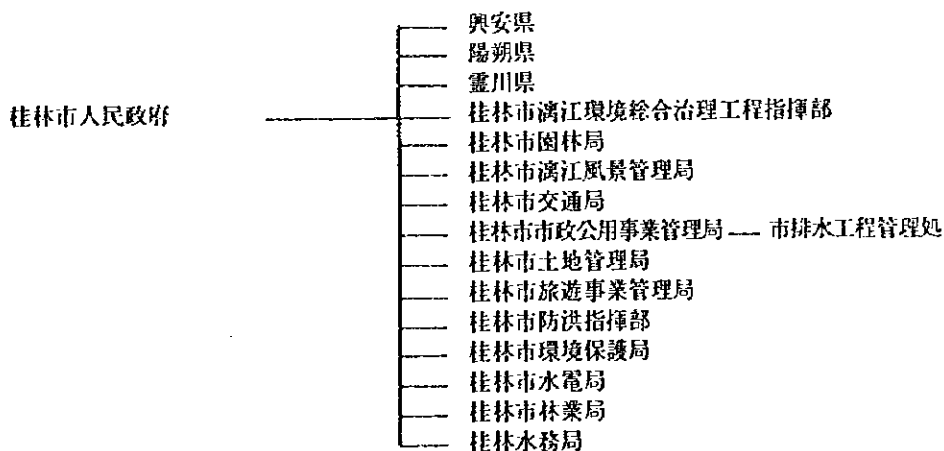 興安県
陽朔県
霊川県
桂林市人民政府
桂林市漓江環境総合治理工程指揮部
桂林市園林局
桂林市漓江風景管理局
桂林市交通局
桂林市市政公用事業管理局 — 市排水工程管理処
桂林市土地管理局
桂林市旅遊事業管理局
桂林市防洪指揮部
桂林市環境保護局
桂林市水電局
桂林市林業局
桂林水務局